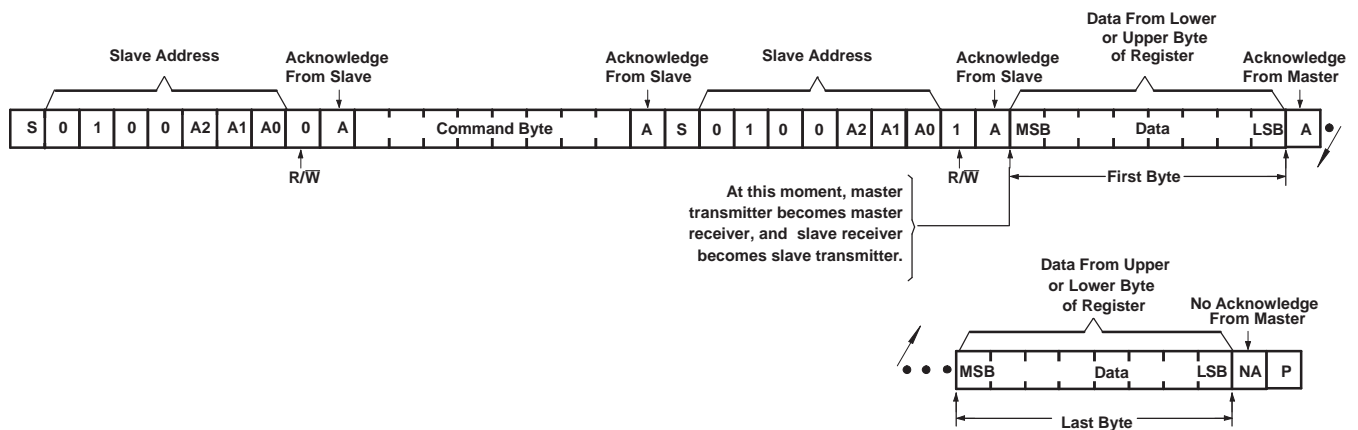 Data From Lower
or Upper Byte
of Register
Slave Address
Acknowledge
From Slave
Acknowledge
From Slave
Slave Address
Acknowledge
From Slave
Acknowledge
From Master
S 0 1 0 0 A2 A1 A0 0 A Command Byte A S 0 1 0 0 A2 A1 A0 1 A MSB Data LSB A
R/W̅
R/W̅
First Byte
At this moment, master
transmitter becomes master
receiver, and slave receiver
becomes slave transmitter.
Data From Upper
or Lower Byte
of Register
No Acknowledge
From Master
MSB Data LSB NA P
Last Byte